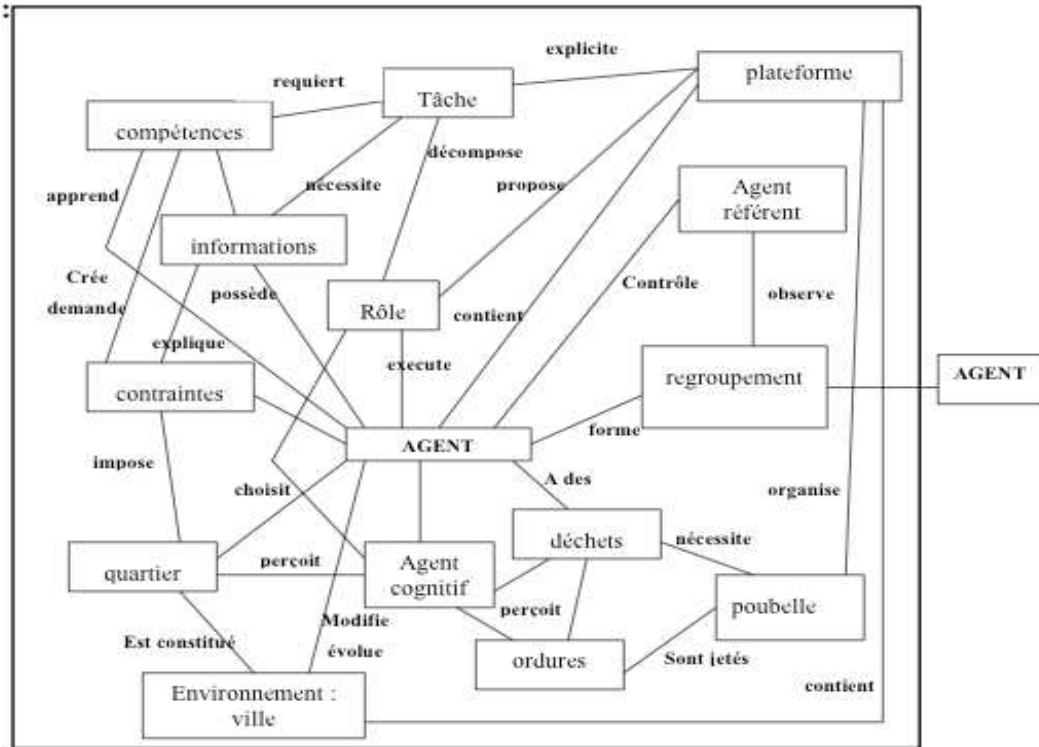 :
explicite
plateforme
requiert
Tâche
compétences
décompose
apprend
nécessite
propose
Agent
référent
informations
Crée
demande
possède
Rôle
contient
Contrôle
observe
explique
execute
contraintes
regroupement
AGENT
forme
AGENT
impose
choisit
A des
organise
déchets
nécessite
quartier
perçoit
Agent
cognitif
perçoit
poubelle
Est constitué
Modifie
évolue
ordures
Sont jetés
contient
Environnement :
ville